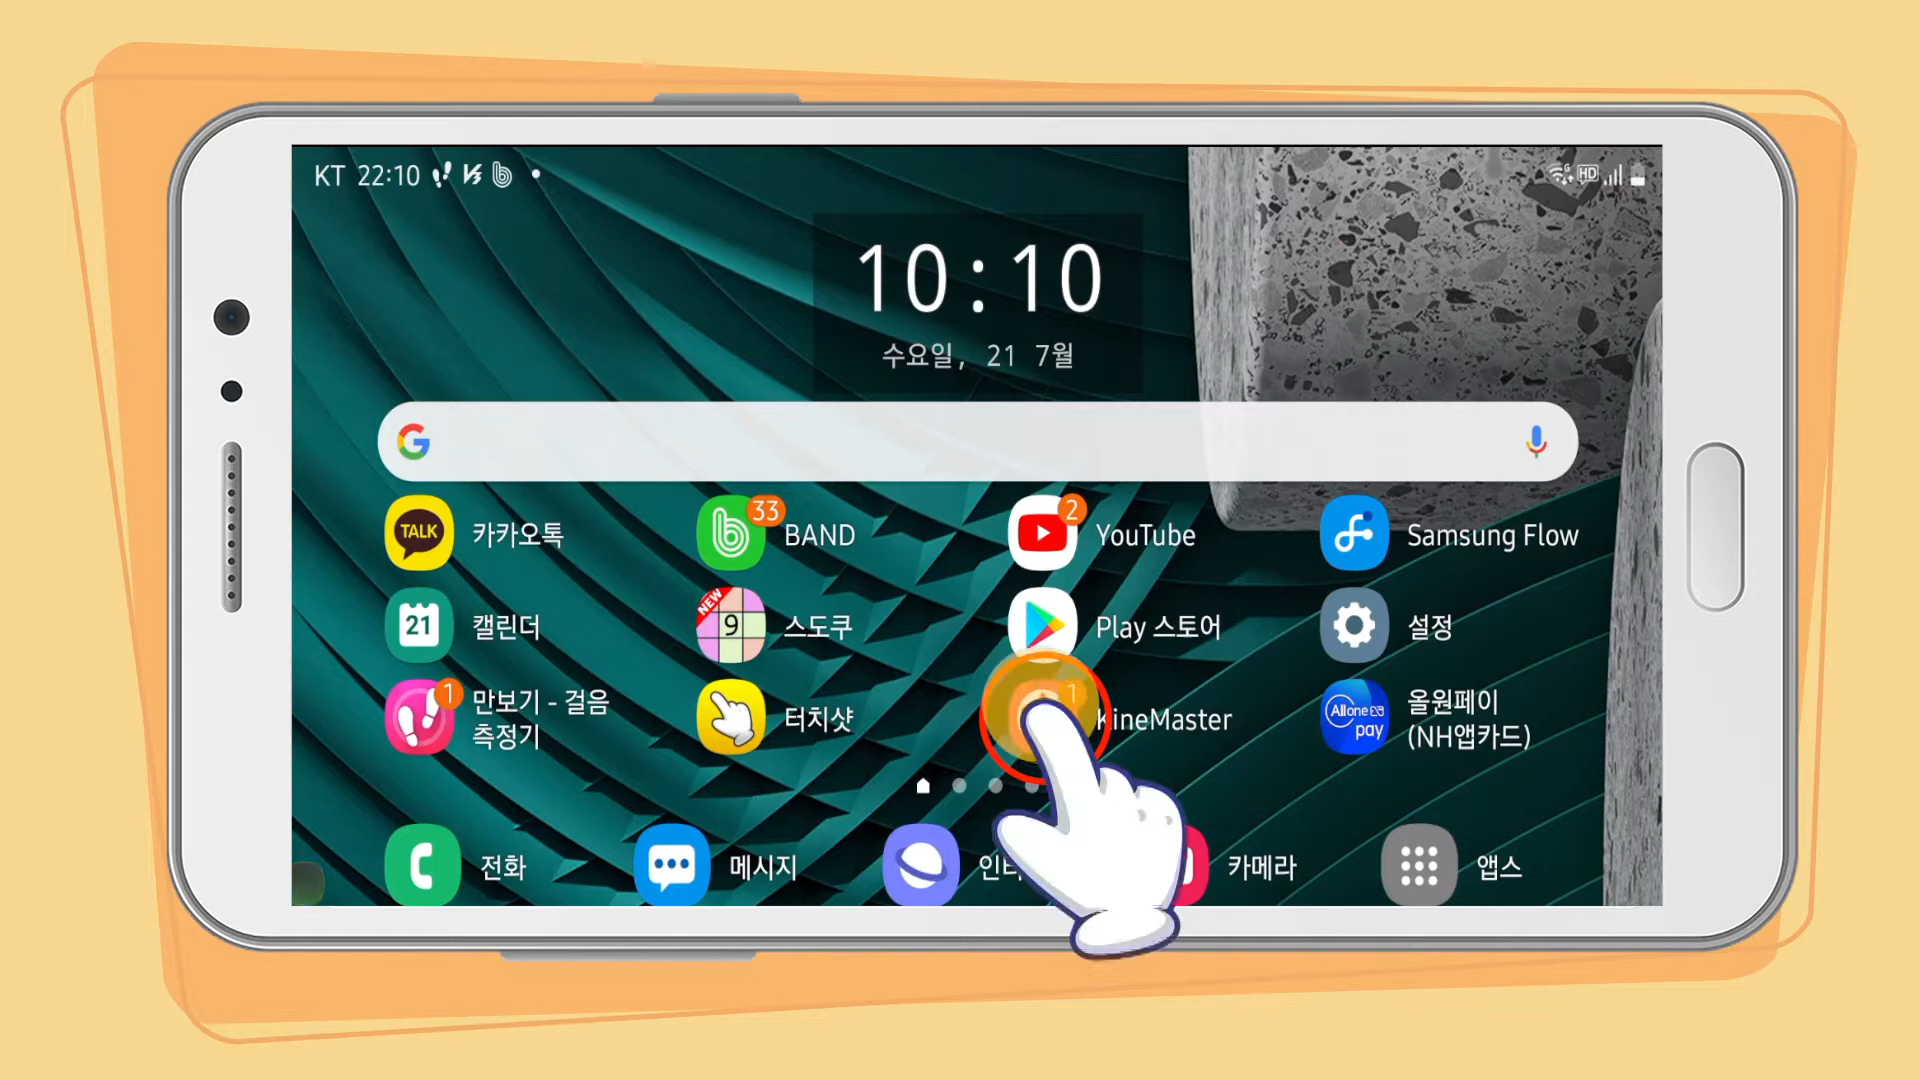 KT 22:10
HD
10:10
수요일, 21 7월
G
TALK 카카오톡
33 BAND
2 YouTube
Samsung Flow
21 캘린더
NEW 9 스도쿠
Play 스토어
설정
1 만보기 - 걸음
측정기
터치샷
1 KineMaster
Allone pay 올원페이
(NH앱카드)
전화
메시지
카메라
앱스